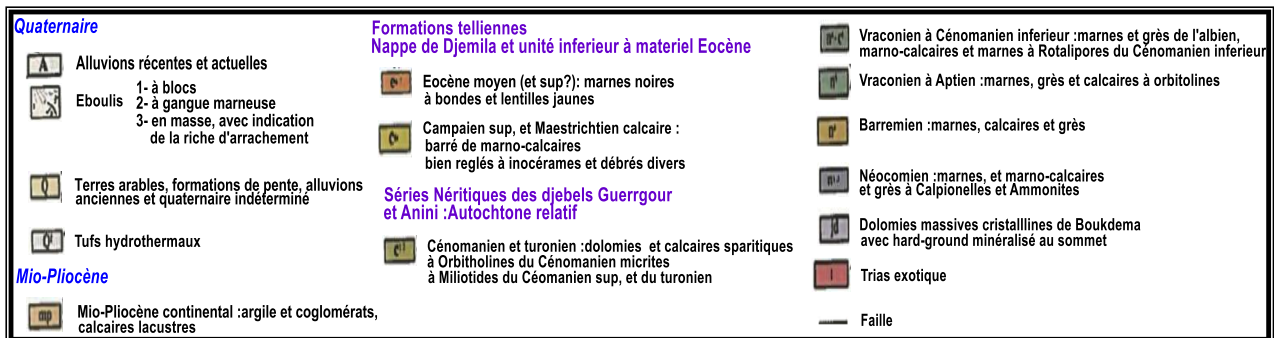 Quaternaire
A
Alluvions récentes et actuelles
Eboulis
1- à blocs
2- à gangue marneuse
3- en masse, avec indication
de la riche d'arrachement
Q
Terres arables, formations de pente, alluvions
anciennes et quaternaire indéterminé
Tufs hydrothermaux
Mio-Pliocène
mp
Mio-Pliocène continental :argile et coglomérats,
calcaires lacustres
Formations telliennes
Nappe de Djemila et unité inferieur à materiel Eocène
Eocène moyen (et sup?): marnes noires
à bondes et lentilles jaunes
Campaien sup, et Maestrichtien calcaire :
barré de marno-calcaires
bien reglés à inocérames et débrés divers
Séries Néritiques des djebels Guerrgour
et Anini :Autochtone relatif
Cénomanien et turonien :dolomies et calcaires sparitiques
à Orbitholines du Cénomanien micrites
à Miliotides du Céomanien sup, et du turonien
Vraconien à Cénomanien inferieur :marnes et grès de l'albien,
marno-calcaires et marnes à Rotalipores du Cénomanien inferieur
Vraconien à Aptien :marnes, grès et calcaires à orbitolines
Barremien :marnes, calcaires et grès
Néocomien :marnes, et marno-calcaires
et grès à Calpionelles et Ammonites
Dolomies massives cristalllines de Boukdema
avec hard-ground minéralisé au sommet
Trias exotique
Faille